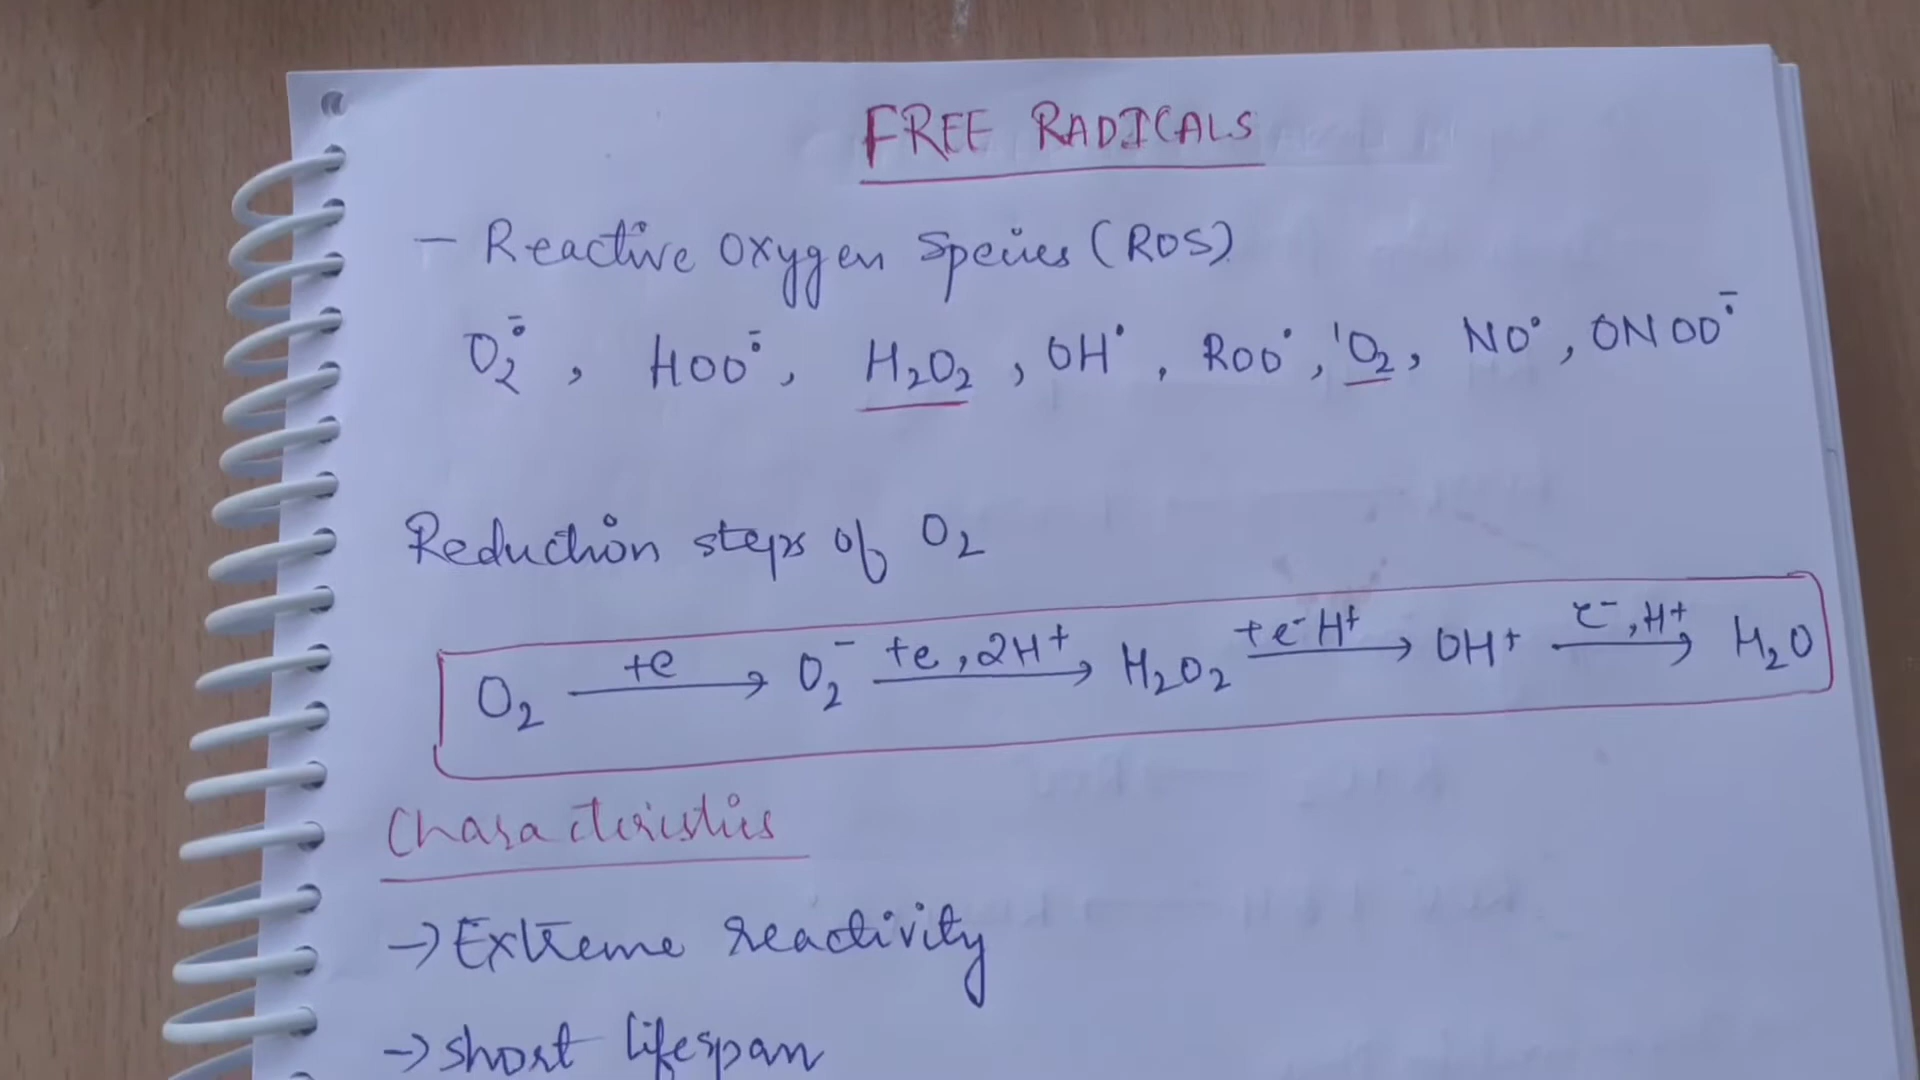 FREE RADICALS
- Reactive oxygen Species (ROS)
O₂•⁻, HOO•⁻, H₂O₂, OH•, ROO•, ¹O₂, NO•, ONOO•⁻
Reduction steps of O₂
O₂ +e → O₂⁻ +e, 2H⁺ → H₂O₂ +e⁻ H⁺ → OH⁺ e⁻, H⁺ → H₂O
Characteristics
→ Extreme reactivity
→ short lifespan